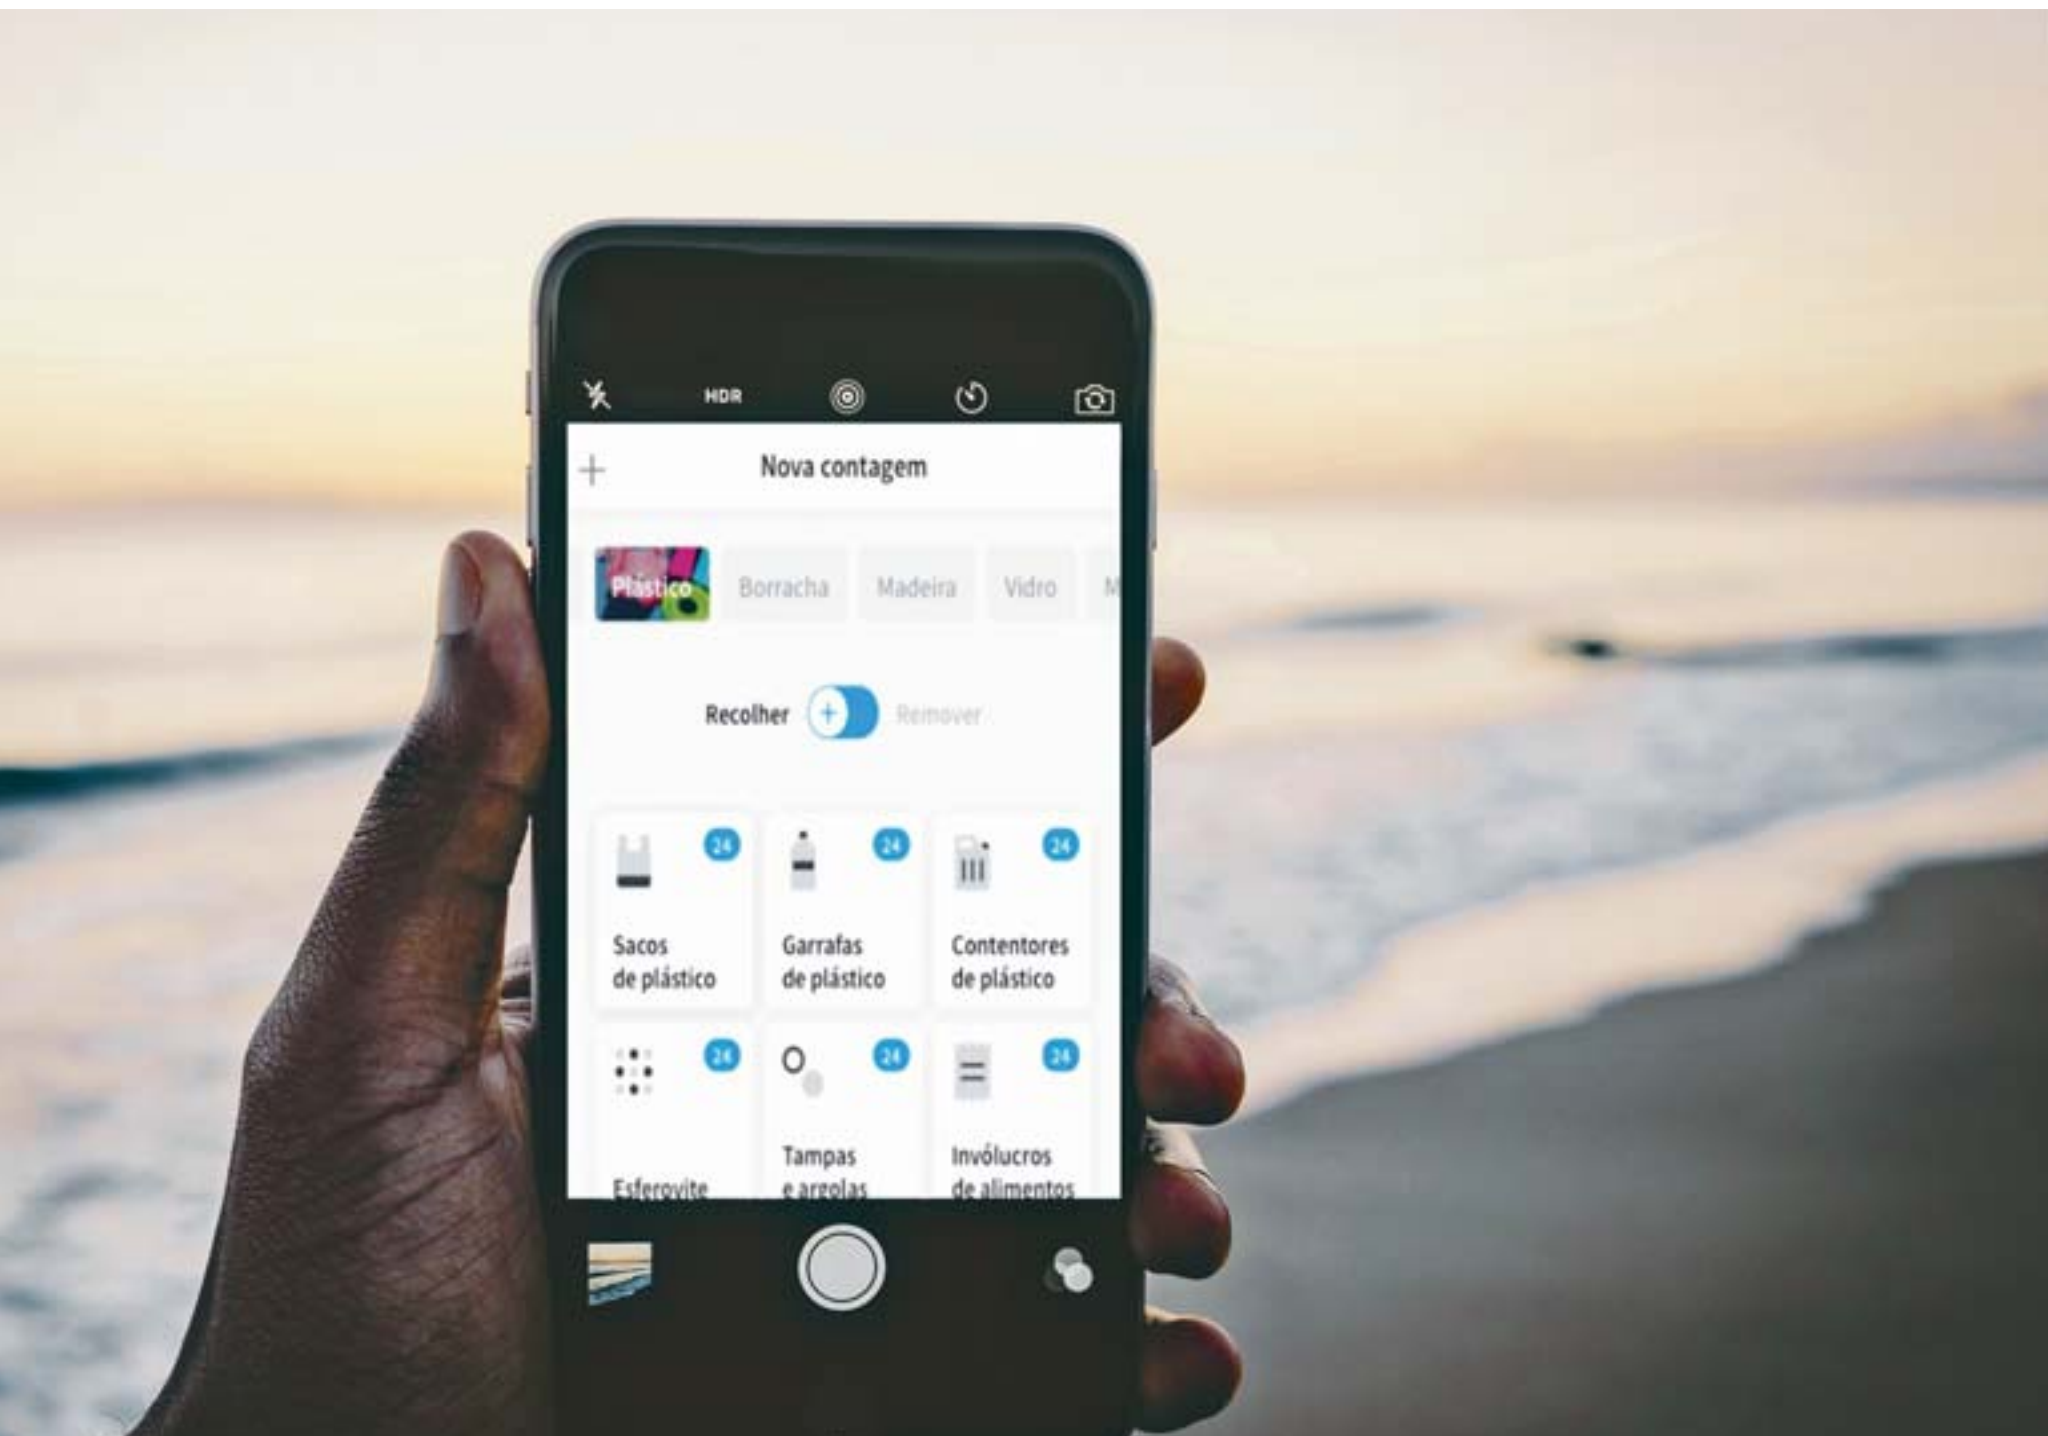 HDR
Nova contagem
Plástico Borracha Madeira Vidro M
Recolher Remover
24 24 24
Sacos
de plástico
Garrafas
de plástico
Contentores
de plástico
24 24 24
Esferovite
Tampas
e argolas
Invólucros
de alimentos